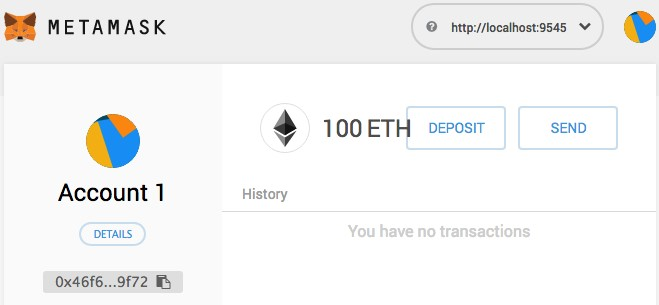 METAMASK
? http://localhost:9545
Account 1
DETAILS
0x46f6...9f72
100 ETH
DEPOSIT
SEND
History
You have no transactions